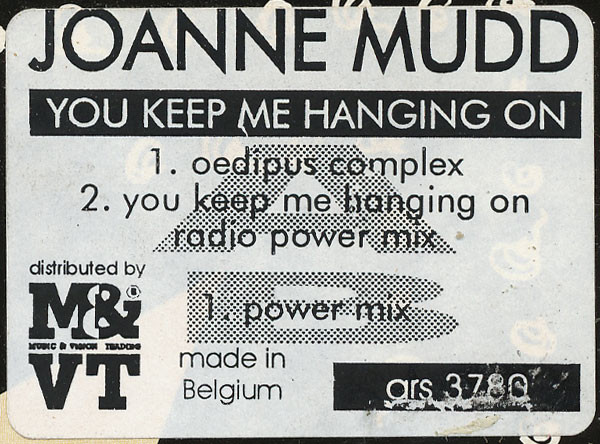 JOANNE MUDD
YOU KEEP ME HANGING ON
A
1. oedipus complex
2. you keep me hanging on
radio power mix
B
1. power mix
distributed by
M&i
MUSIC & VISION TRADING
VT
made in
Belgium
ars 3780